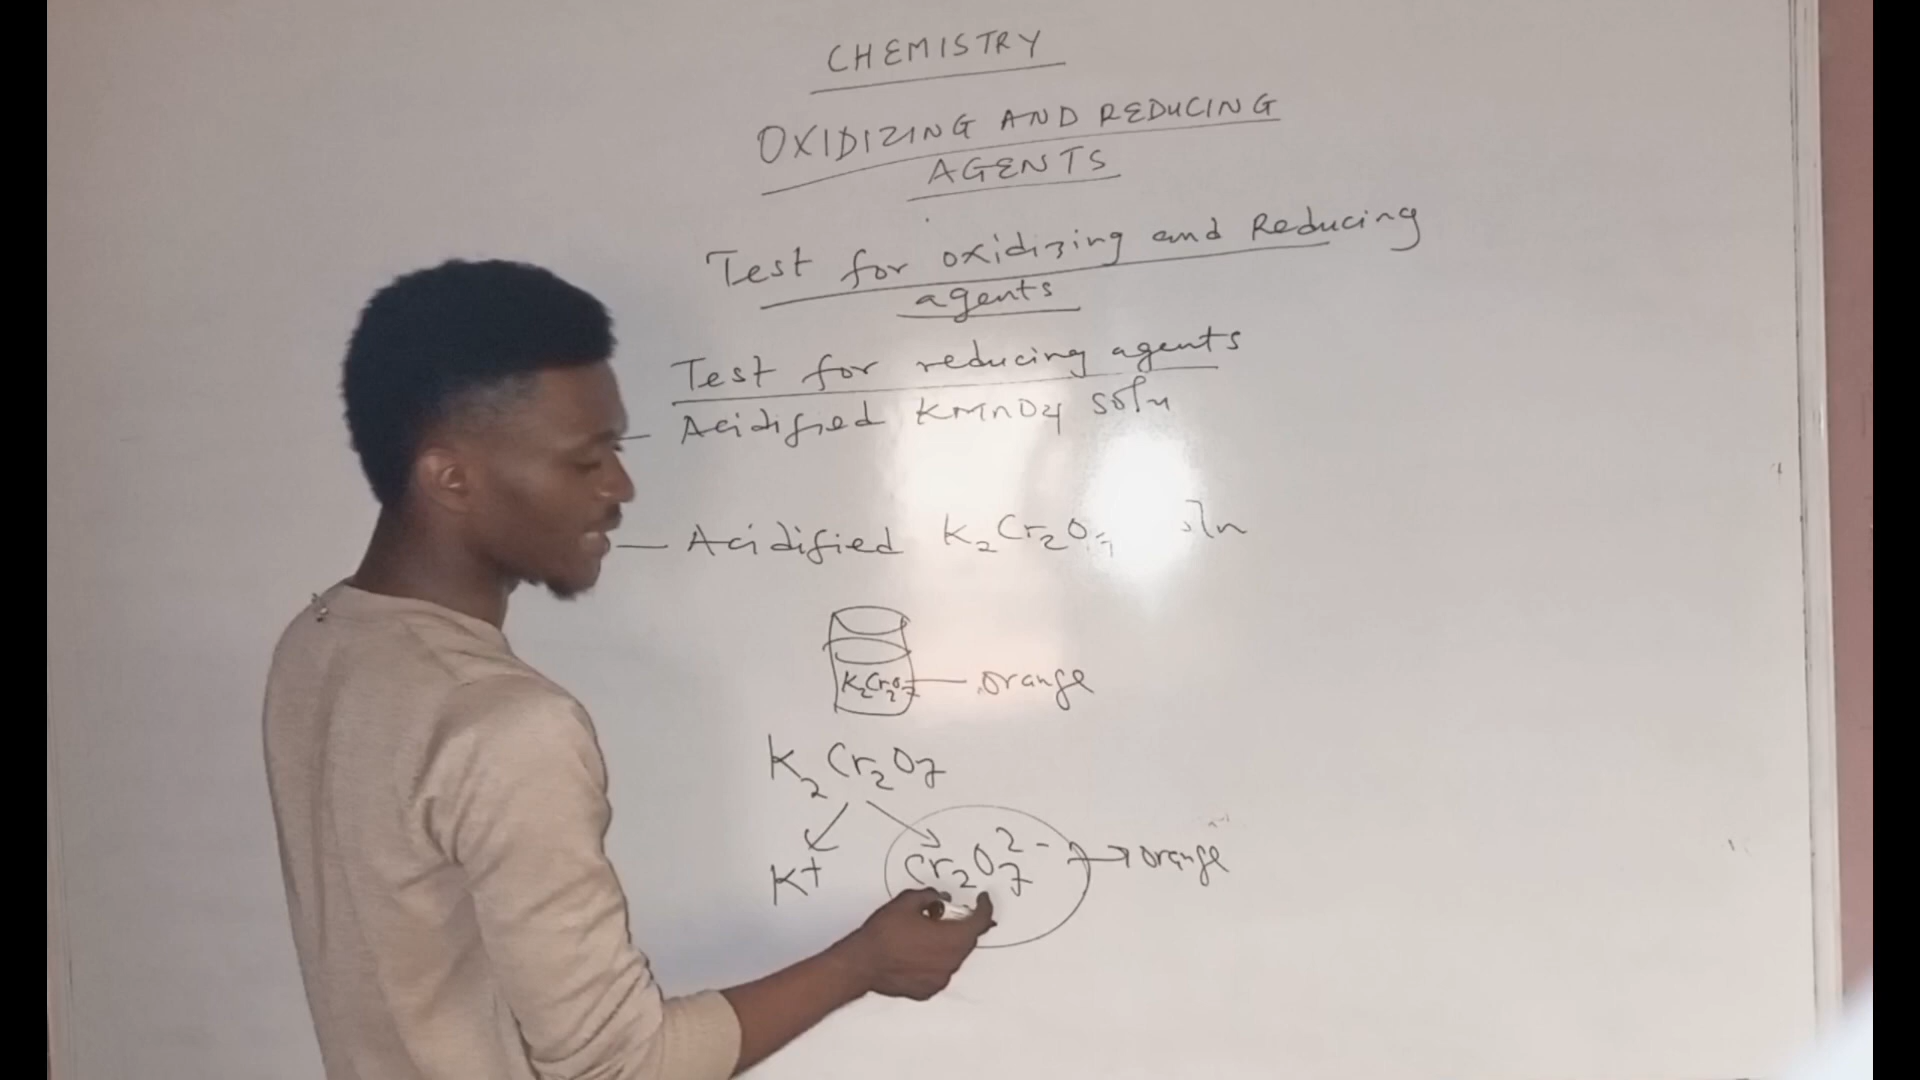 CHEMISTRY
OXIDIZING AND REDUCING
AGENTS
Test for oxidizing and Reducing
agents
Test for reducing agents
— Acidified KMnO4 soln
— Acidified K2Cr2O7 oln
K2Cr2O7 — orange
K2Cr2O7
K+ Cr2O7 2- → orange